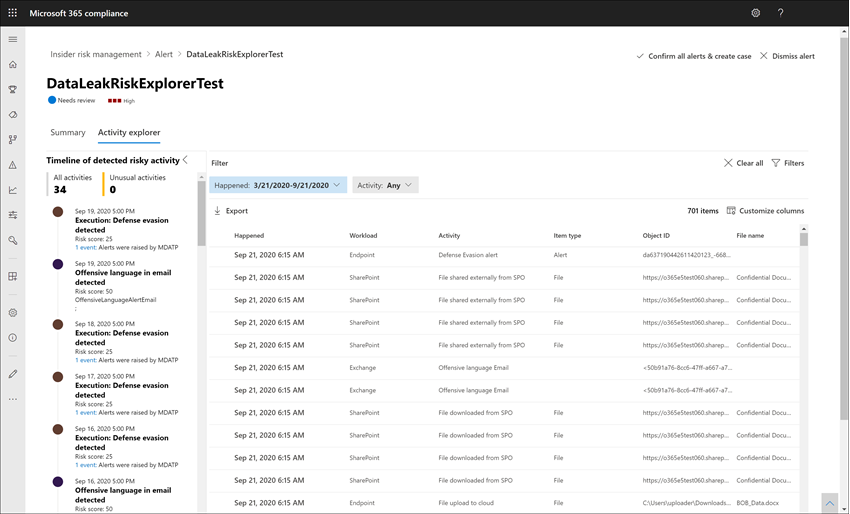 Microsoft 365 compliance
?
Insider risk management > Alert > DataLeakRiskExplorerTest
Confirm all alerts & create case
Dismiss alert
DataLeakRiskExplorerTest
Needs review
High
Summary
Activity explorer
Timeline of detected risky activity
All activities
34
Unusual activities
0
Sep 19, 2020 5:00 PM
Execution: Defense evasion
detected
Risk score: 25
1 event: Alerts were raised by MDATP
Sep 19, 2020 5:00 PM
Offensive language in email
detected
Risk score: 50
OffensiveLanguageAlertEmail
:
Sep 18, 2020 5:00 PM
Execution: Defense evasion
detected
Risk score: 25
1 event: Alerts were raised by MDATP
Sep 17, 2020 5:00 PM
Execution: Defense evasion
detected
Risk score: 25
1 event: Alerts were raised by MDATP
Sep 16, 2020 5:00 PM
Execution: Defense evasion
detected
Risk score: 25
1 event: Alerts were raised by MDATP
Sep 16, 2020 5:00 PM
Offensive language in email
detected
Risk score: 50
Filter
Clear all
Filters
Happened: 3/21/2020-9/21/2020
Activity: Any
Export
701 items
Customize columns
Happened Workload Activity Item type Object ID File name
Sep 21, 2020 6:15 AM Endpoint Defense Evasion alert Alert da637190442611420123_-668...
Sep 21, 2020 6:15 AM SharePoint File shared externally from SPO File https://o365e5test060.sharep... Confidential Docu...
Sep 21, 2020 6:15 AM SharePoint File shared externally from SPO File https://o365e5test060.sharep... Confidential Docu...
Sep 21, 2020 6:15 AM SharePoint File shared externally from SPO File https://o365e5test060.sharep... Confidential Docu...
Sep 21, 2020 6:15 AM SharePoint File shared externally from SPO File https://o365e5test060.sharep... Confidential Docu...
Sep 21, 2020 6:15 AM Exchange Offensive language Email <50b91a76-8cc6-47ff-a667-a7...
Sep 21, 2020 6:15 AM Exchange Offensive language Email <50b91a76-8cc6-47ff-a667-a7...
Sep 21, 2020 6:15 AM SharePoint File downloaded from SPO File https://o365e5test060.sharep... Confidential Docu...
Sep 21, 2020 6:15 AM SharePoint File downloaded from SPO File https://o365e5test060.sharep... Confidential Docu...
Sep 21, 2020 6:15 AM SharePoint File downloaded from SPO File https://o365e5test060.sharep... Confidential Docu...
Sep 21, 2020 6:15 AM SharePoint File downloaded from SPO File https://o365e5test060.sharep... Confidential Docu...
Sep 21, 2020 6:15 AM Endpoint File upload to cloud File C:\Users\uploader\Downloads... BOB_Data.docx